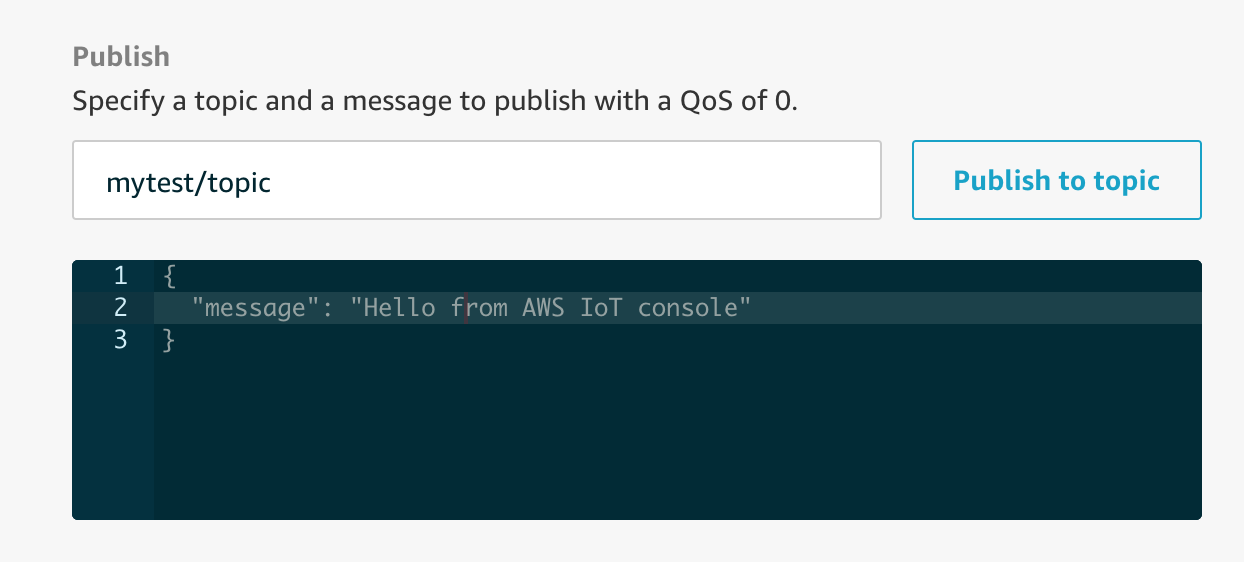 Publish
Specify a topic and a message to publish with a QoS of 0.
mytest/topic
Publish to topic
1 {
2   "message": "Hello from AWS IoT console"
3 }